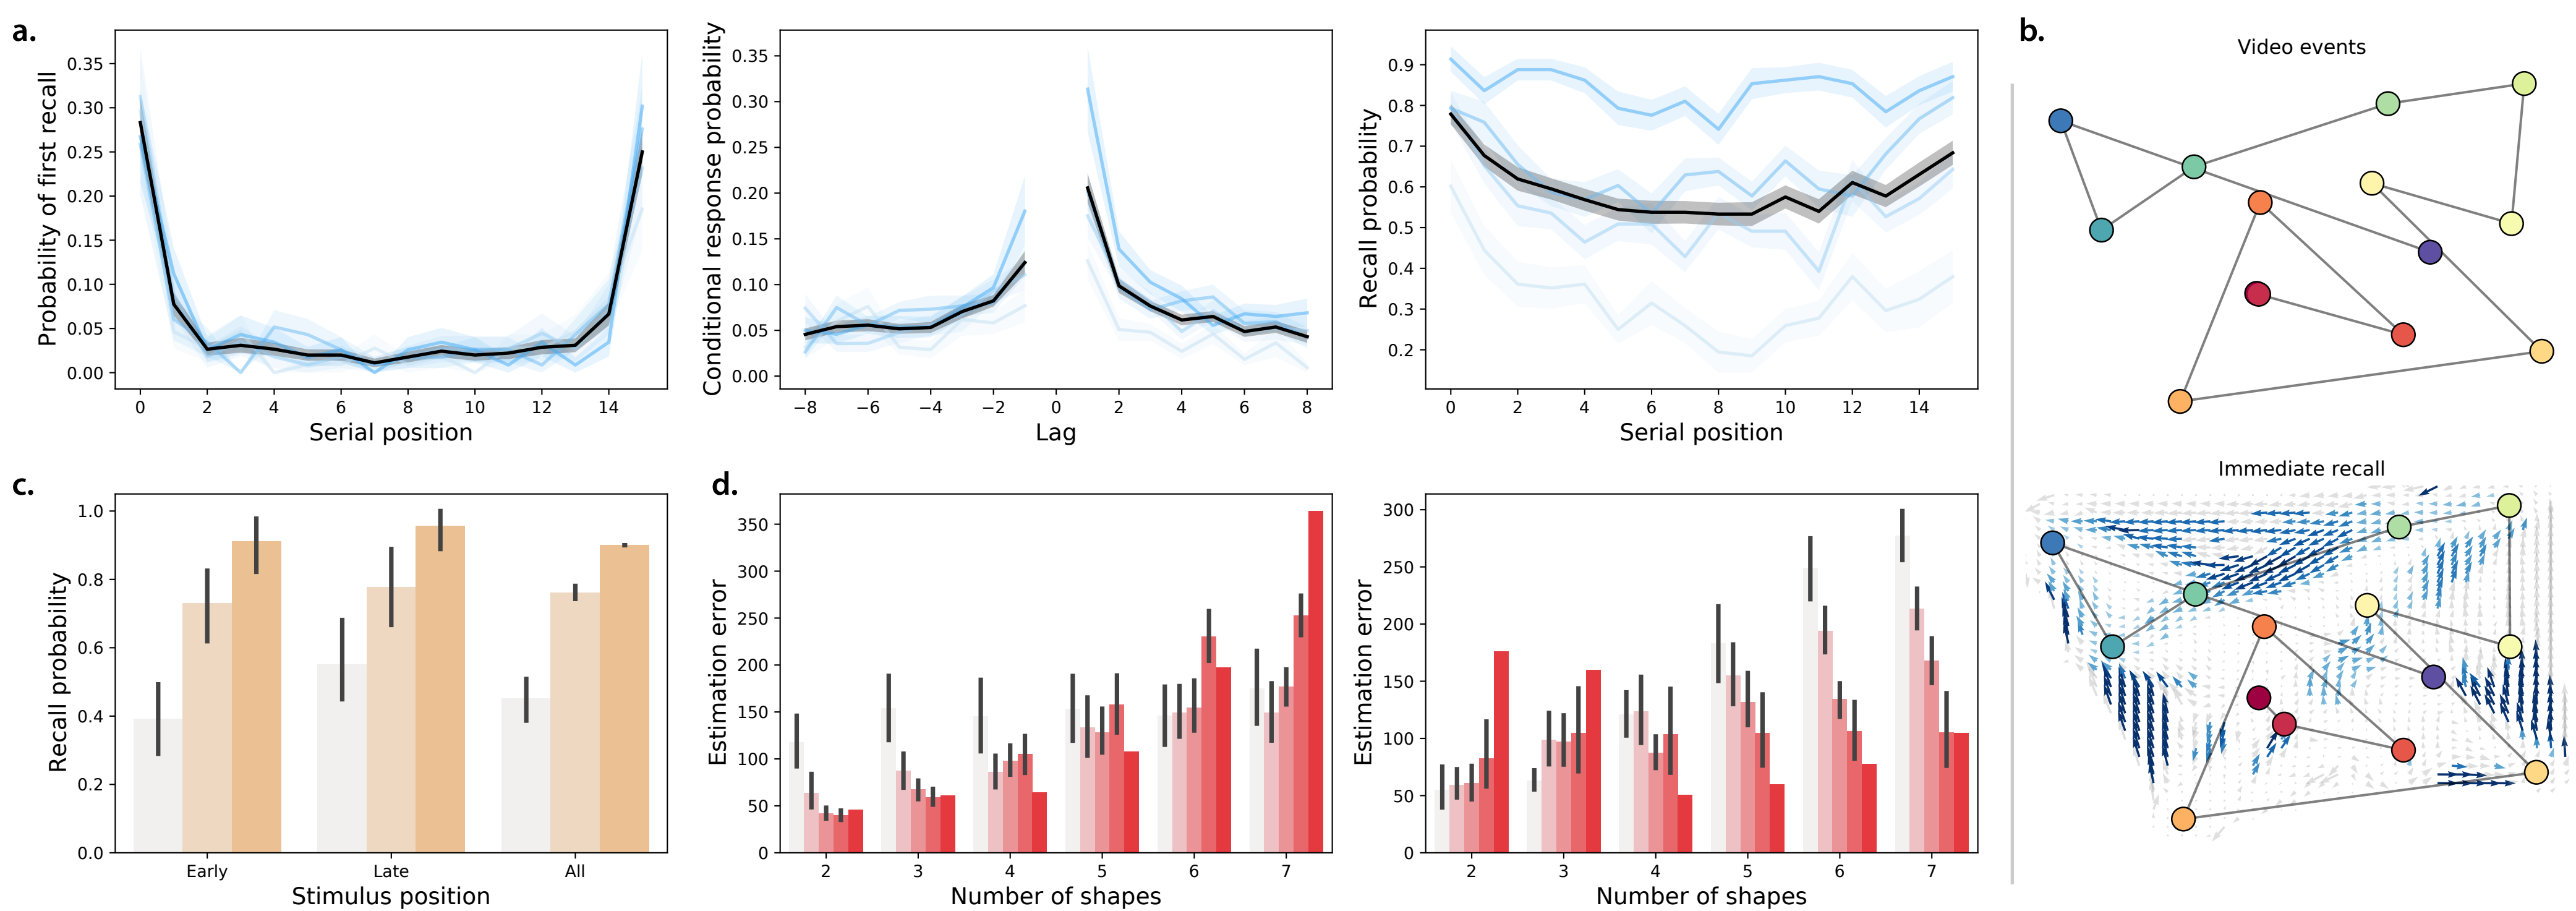 a.
Probability of first recall
0.35
0.30
0.25
0.20
0.15
0.10
0.05
0.00
0 2 4 6 8 10 12 14
Serial position
Conditional response probability
0.35
0.30
0.25
0.20
0.15
0.10
0.05
0.00
−8 −6 −4 −2 0 2 4 6 8
Lag
Recall probability
0.9
0.8
0.7
0.6
0.5
0.4
0.3
0.2
0 2 4 6 8 10 12 14
Serial position
b.
Video events
Immediate recall
c.
Recall probability
1.0
0.8
0.6
0.4
0.2
0.0
Early Late All
Stimulus position
d.
Estimation error
350
300
250
200
150
100
50
0
2 3 4 5 6 7
Number of shapes
Estimation error
300
250
200
150
100
50
0
2 3 4 5 6 7
Number of shapes